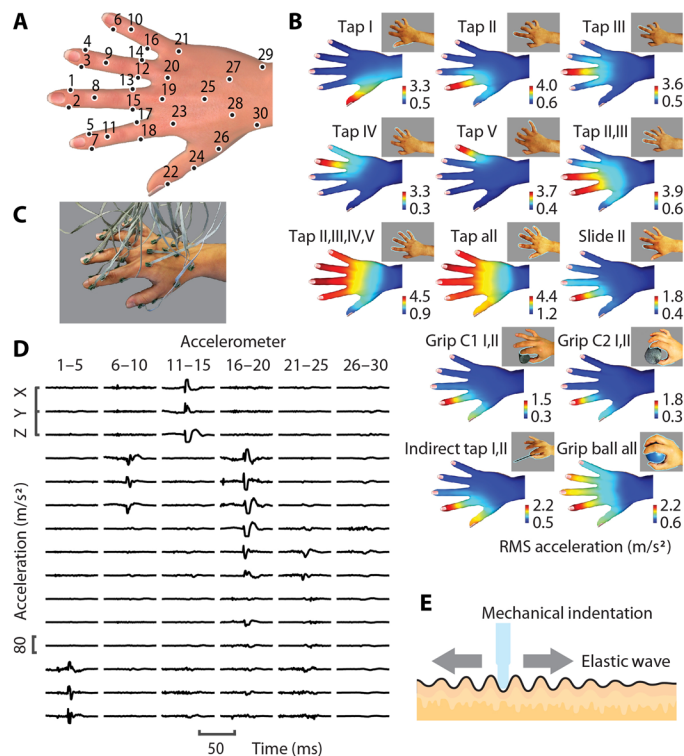 A
6 10
16
21
4
14
29
3 9
12 20
27
1
13
8
19
25
2
15
28
17
23
30
5 11
18
7
26
24
22
B
Tap I
3.3
0.5
Tap II
4.0
0.6
Tap III
3.6
0.5
Tap IV
3.3
0.3
Tap V
3.7
0.4
Tap II,III
3.9
0.6
Tap II,III,IV,V
4.5
0.9
Tap all
4.4
1.2
Slide II
1.8
0.4
Grip C1 I,II
1.5
0.3
Grip C2 I,II
1.8
0.3
Indirect tap I,II
2.2
0.5
Grip ball all
2.2
0.6
RMS acceleration (m/s²)
C
D
Accelerometer
1–5 6–10 11–15 16–20 21–25 26–30
X
Y
Z
Acceleration (m/s²)
80
50 Time (ms)
E
Mechanical indentation
Elastic wave